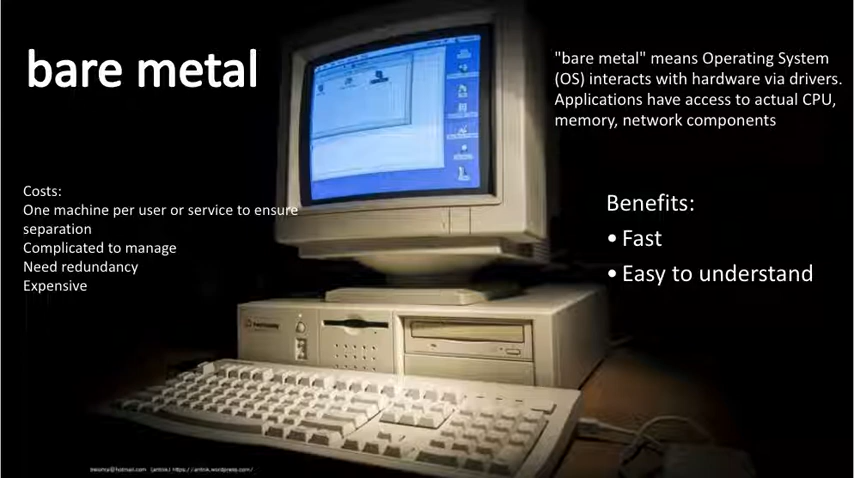 bare metal
"bare metal" means Operating System
(OS) interacts with hardware via drivers.
Applications have access to actual CPU,
memory, network components
Costs:
One machine per user or service to ensure
separation
Complicated to manage
Need redundancy
Expensive
Benefits:
• Fast
• Easy to understand